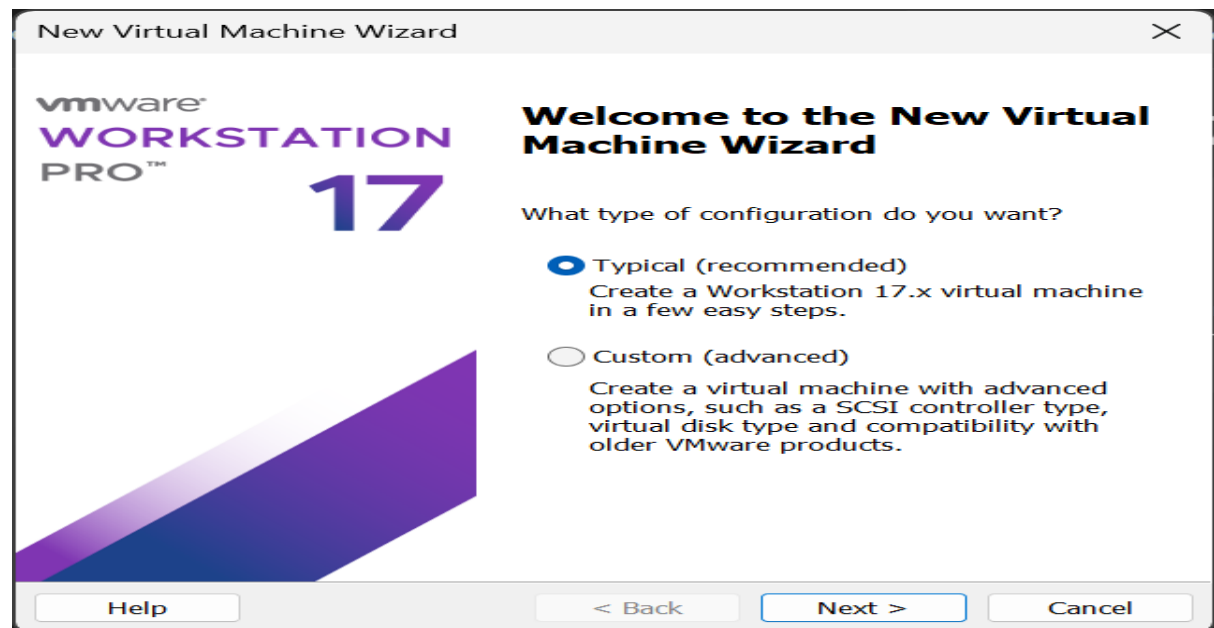 New Virtual Machine Wizard
vmware®
WORKSTATION
PRO™
17
Welcome to the New Virtual
Machine Wizard
What type of configuration do you want?
Typical (recommended)
Create a Workstation 17.x virtual machine
in a few easy steps.
Custom (advanced)
Create a virtual machine with advanced
options, such as a SCSI controller type,
virtual disk type and compatibility with
older VMware products.
Help
< Back
Next >
Cancel